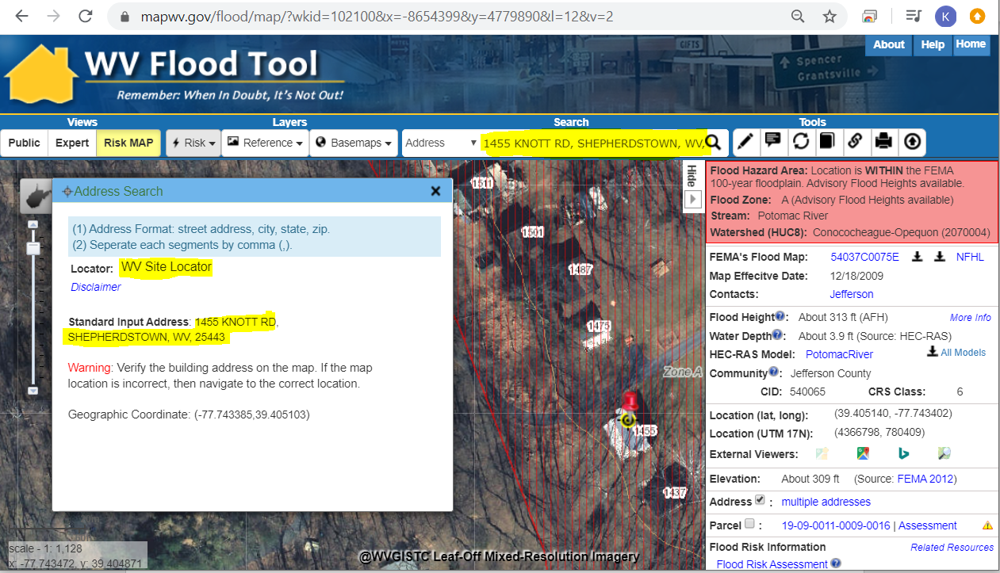 mapwv.gov/flood/map/?wkid=102100&x=-8654399&y=4779890&l=12&v=2
K
WV Flood Tool
Remember: When In Doubt, It's Not Out!
GIFTS
Spencer
Grantsville
About Help Home
Views Layers Search Tools
Public Expert Risk MAP Risk Reference Basemaps Address 1455 KNOTT RD, SHEPHERDSTOWN, WV,
Address Search
(1) Address Format: street address, city, state, zip.
(2) Seperate each segments by comma (,).
Locator: WV Site Locator
Disclaimer
Standard Input Address: 1455 KNOTT RD,
SHEPHERDSTOWN, WV, 25443
Warning: Verify the building address on the map. If the map
location is incorrect, then navigate to the correct location.
Geographic Coordinate: (-77.743385,39.405103)
1511
1501
1487
1475
Zone A
1455
1437
scale - 1: 1,128
x: -77.743472, y: 39.404871
@WVGISTC Leaf-Off Mixed-Resolution Imagery
Hide
Flood Hazard Area: Location is WITHIN the FEMA
100-year floodplain. Advisory Flood Heights available.
Flood Zone: A (Advisory Flood Heights available)
Stream: Potomac River
Watershed (HUC8): Conococheague-Opequon (2070004)
FEMA's Flood Map: 54037C0075E NFHL
Map Effecitve Date: 12/18/2009
Contacts: Jefferson
Flood Height: About 313 ft (AFH) More Info
Water Depth: About 3.9 ft (Source: HEC-RAS)
HEC-RAS Model: PotomacRiver All Models
Community: Jefferson County
CID: 540065 CRS Class: 6
Location (lat, long): (39.405140, -77.743402)
Location (UTM 17N): (4366798, 780409)
External Viewers:
Elevation: About 309 ft (Source: FEMA 2012)
Address : multiple addresses
Parcel : 19-09-0011-0009-0016 | Assessment
Flood Risk Information Related Resources
Flood Risk Assessment